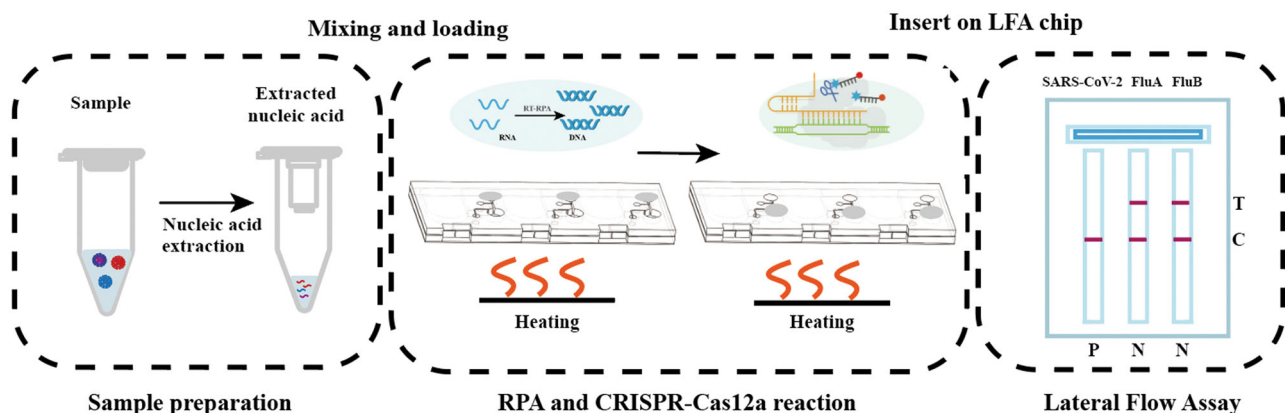 Mixing and loading
Insert on LFA chip
Sample
Extracted
nucleic acid
Nucleic acid
extraction
Sample preparation
RT-RPA
RNA
DNA
Heating
Heating
RPA and CRISPR-Cas12a reaction
SARS-CoV-2 FluA FluB
T
C
P N N
Lateral Flow Assay